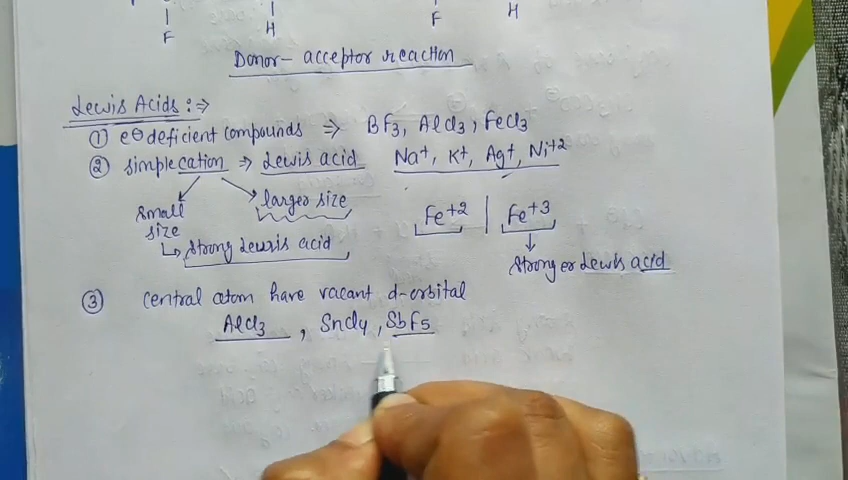 F
H
F
H
Donor- acceptor reaction
Lewis Acids :⇒
① e⊖ deficient compounds ⇒ BF3, AlCl3, FeCl3
② simple cation ⇒ Lewis acid Na+, K+, Ag+, Ni+2
small size
larger size
Fe+2 | Fe+3
↳ strong Lewis acid
stronger Lewis acid
③ central atom have vacant d-orbital
AlCl3, SnCl4, SbF5